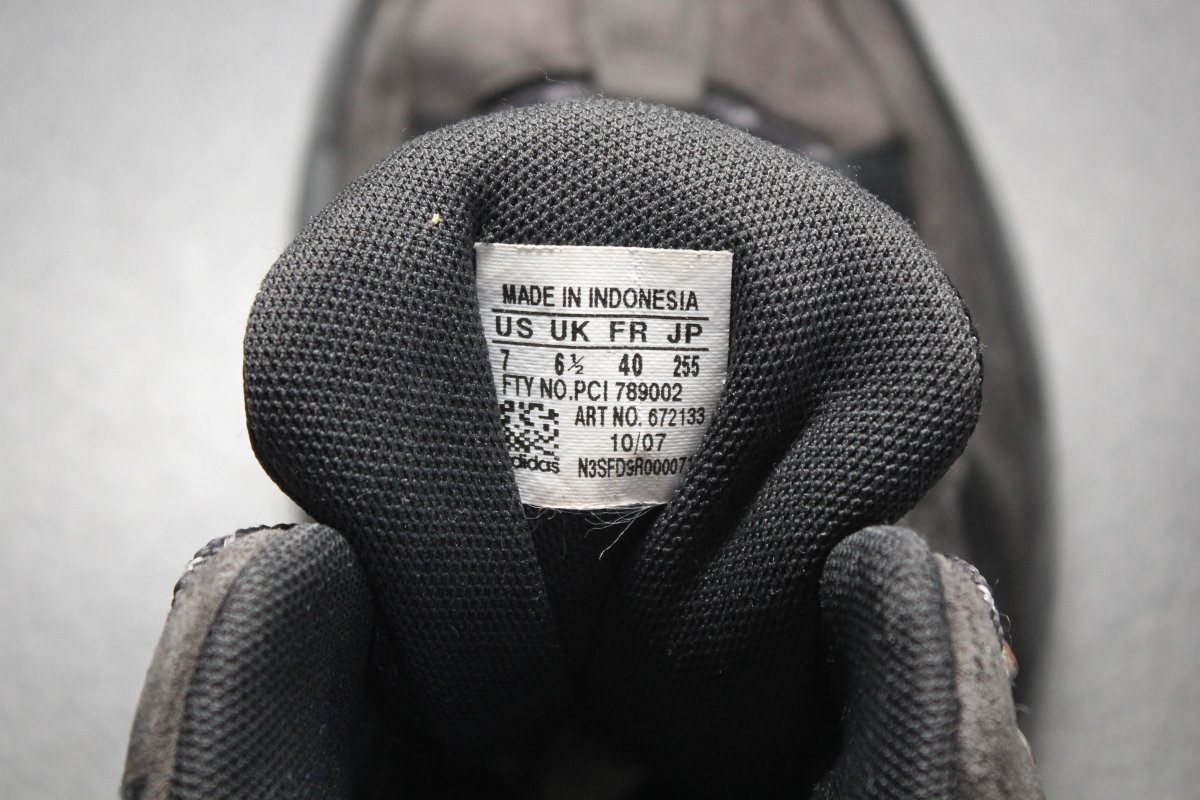 MADE IN INDONESIA
US UK FR JP
7 6½ 40 255
FTY NO.PCI 789002
ART NO. 672133
10/07
adidas